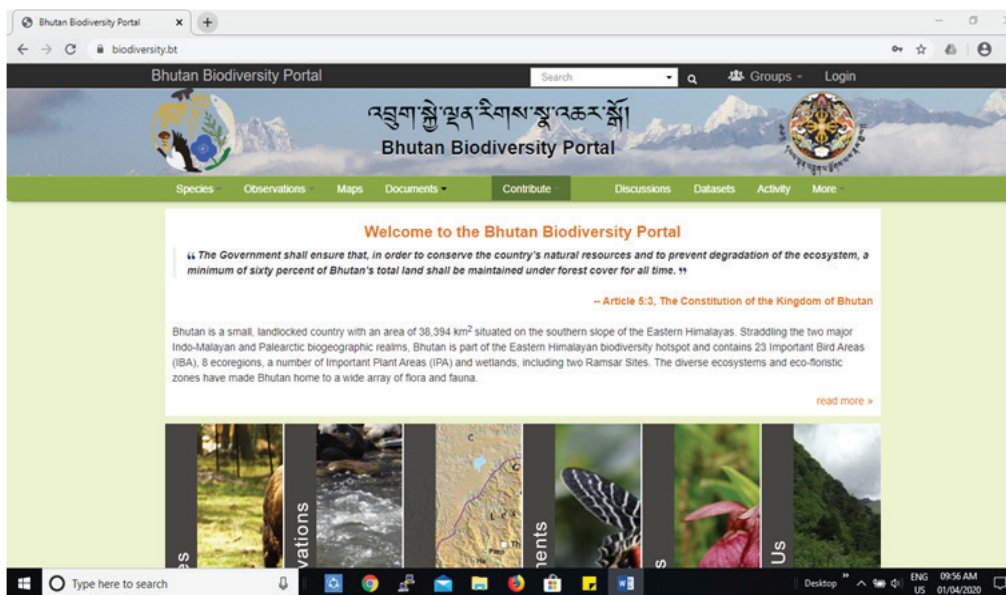 Bhutan Biodiversity Portal
biodiversity.bt
Bhutan Biodiversity Portal
Search
Groups
Login
འབྲུག་སྐྱེ་ལྡན་རིགས་སྣ་འཆར་སྒོ།
Bhutan Biodiversity Portal
Species
Observations
Maps
Documents
Contribute
Discussions
Datasets
Activity
More
Welcome to the Bhutan Biodiversity Portal
“ The Government shall ensure that, in order to conserve the country's natural resources and to prevent degradation of the ecosystem, a
minimum of sixty percent of Bhutan's total land shall be maintained under forest cover for all time. ”
-- Article 5:3, The Constitution of the Kingdom of Bhutan
Bhutan is a small, landlocked country with an area of 38,394 km² situated on the southern slope of the Eastern Himalayas. Straddling the two major
Indo-Malayan and Palearctic biogeographic realms, Bhutan is part of the Eastern Himalayan biodiversity hotspot and contains 23 Important Bird Areas
(IBA), 8 ecoregions, a number of Important Plant Areas (IPA) and wetlands, including two Ramsar Sites. The diverse ecosystems and eco-floristic
zones have made Bhutan home to a wide array of flora and fauna.
read more »
es
vations
ments
s
Us
Type here to search
Desktop
ENG
US
09:56 AM
01/04/2020